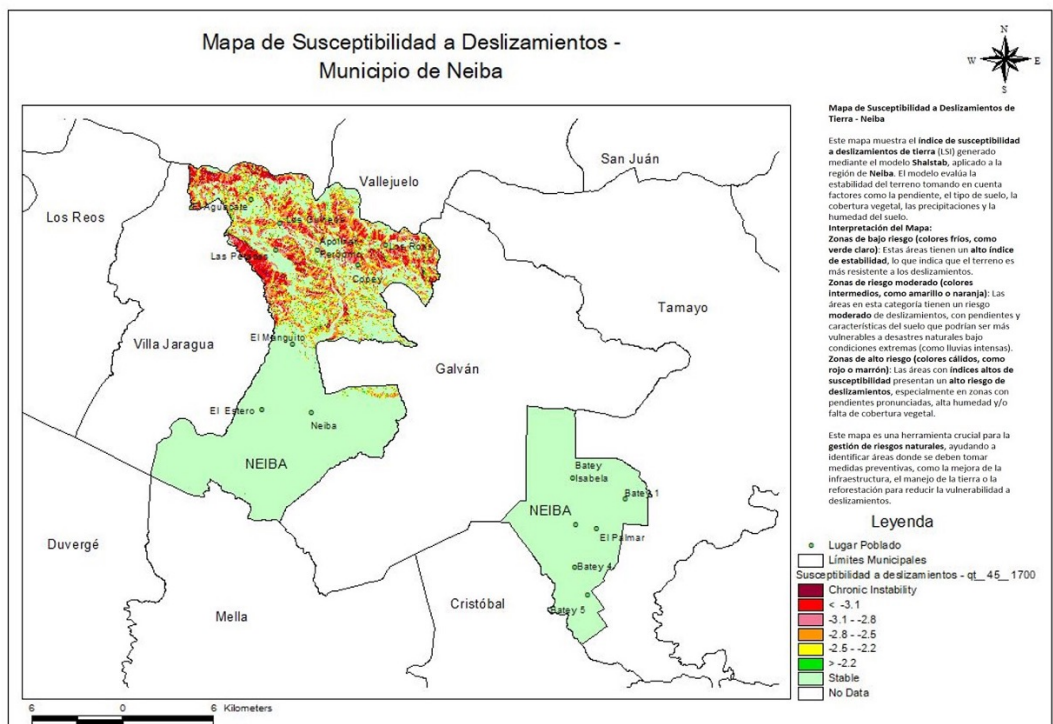 Mapa de Susceptibilidad a Deslizamientos -
Municipio de Neiba
N
W
E
S
San Juán
Vallejuelo
Los Reos
El Aguacate
Las
Copey
Tamayo
Villa Jaragua
El Manguito
Galván
El Estero
Neiba
NEIBA
Batey
Isabela
Batey 1
NEIBA
El Palmar
Duvergé
Batey 4
Cristóbal
Batey 5
Mella
6
0
6 Kilometers
Mapa de Susceptibilidad a Deslizamientos de
Tierra - Neiba
Este mapa muestra el índice de susceptibilidad
a deslizamientos de tierra (LSI) generado
mediante el modelo Shalstab, aplicado a la
región de Neiba. El modelo evalúa la
estabilidad del terreno tomando en cuenta
factores como la pendiente, el tipo de suelo, la
cobertura vegetal, las precipitaciones y la
humedad del suelo.
Interpretación del Mapa:
Zonas de bajo riesgo (colores fríos, como
verde claro): Estas áreas tienen un alto índice
de estabilidad, lo que indica que el terreno es
más resistente a los deslizamientos.
Zonas de riesgo moderado (colores
intermedios, como amarillo o naranja): Las
áreas en esta categoría tienen un riesgo
moderado de deslizamientos, con pendientes y
características del suelo que podrían ser más
vulnerables a desastres naturales bajo
condiciones extremas (como lluvias intensas).
Zonas de alto riesgo (colores cálidos, como
rojo o marrón): Las áreas con índices altos de
susceptibilidad presentan un alto riesgo de
deslizamientos, especialmente en zonas con
pendientes pronunciadas, alta humedad y/o
falta de cobertura vegetal.
Este mapa es una herramienta crucial para la
gestión de riesgos naturales, ayudando a
identificar áreas donde se deben tomar
medidas preventivas, como la mejora de la
infraestructura, el manejo de la tierra o la
reforestación para reducir la vulnerabilidad a
deslizamientos.
Leyenda
Lugar Poblado
Límites Municipales
Susceptibilidad a deslizamientos - qt__45__1700
Chronic Instability
< -3.1
-3.1 - -2.8
-2.8 - -2.5
-2.5 - -2.2
> -2.2
Stable
No Data